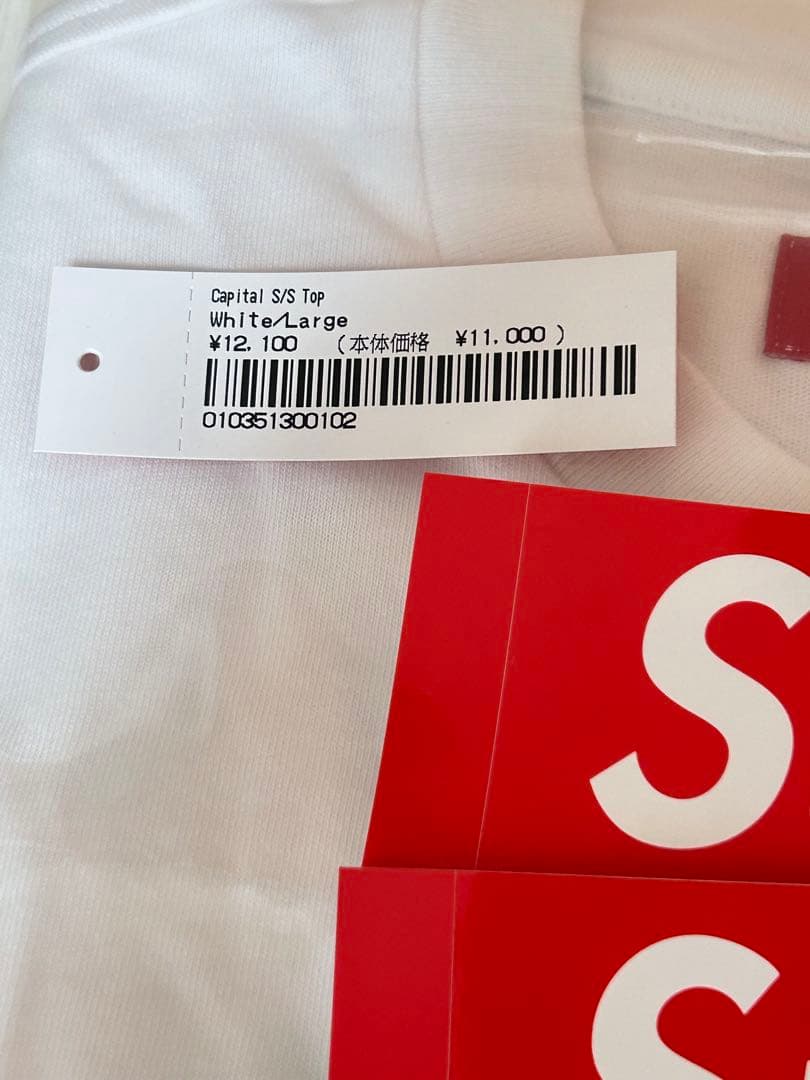 Capital S/S Top
White/Large
¥12,100 (本体価格 ¥11,000)
010351300102
S
S